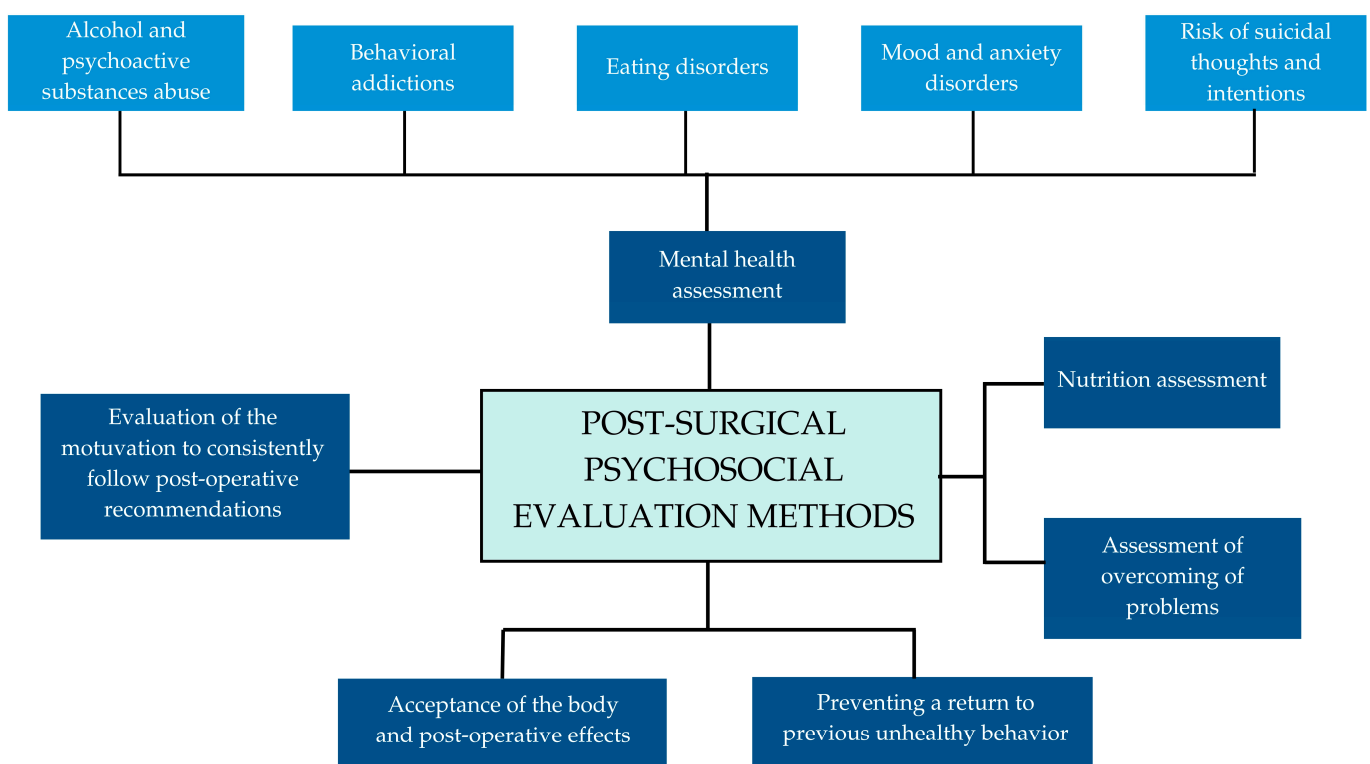 Alcohol and
psychoactive
substances abuse
Behavioral
addictions
Eating disorders
Mood and anxiety
disorders
Risk of suicidal
thoughts and
intentions
Mental health
assessment
Nutrition assessment
Evaluation of the
motuvation to consistently
follow post-operative
recommendations
POST-SURGICAL
PSYCHOSOCIAL
EVALUATION METHODS
Assessment of
overcoming of
problems
Acceptance of the body
and post-operative effects
Preventing a return to
previous unhealthy behavior